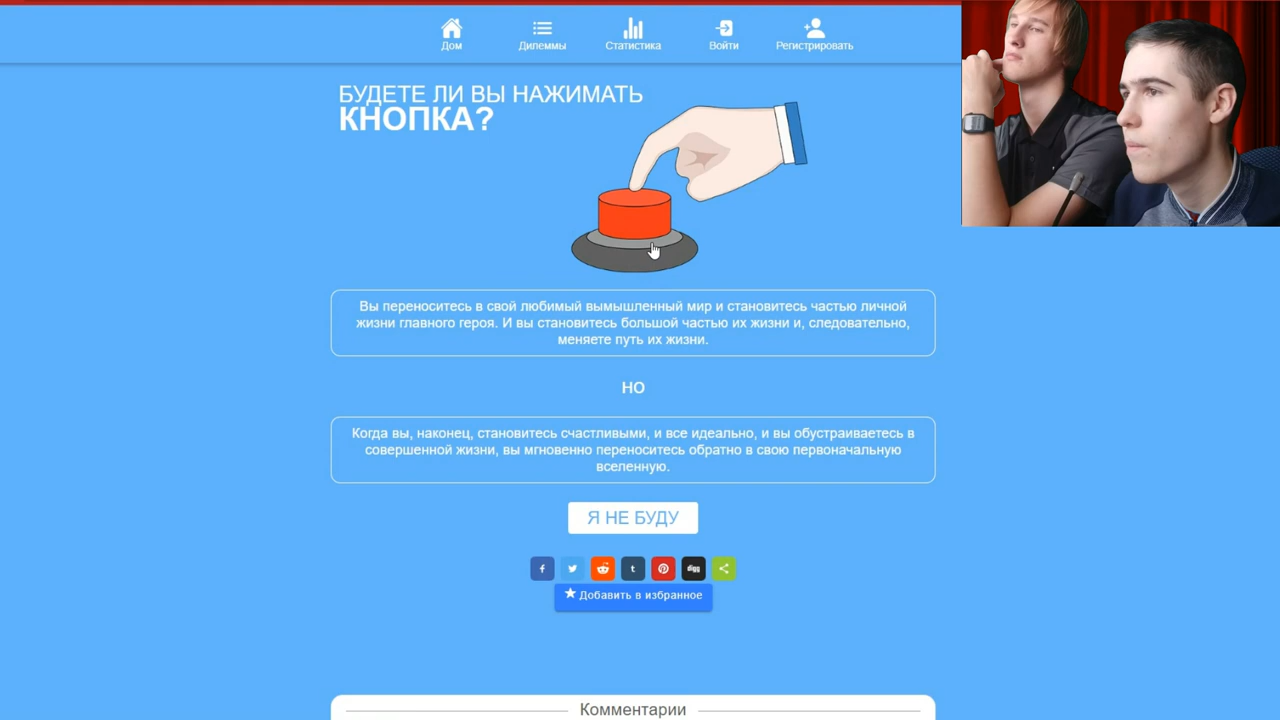 Дом
Дилеммы
Статистика
Войти
Регистрировать
БУДЕТЕ ЛИ ВЫ НАЖИМАТЬ
КНОПКА?
Вы переноситесь в свой любимый вымышленный мир и становитесь частью личной
жизни главного героя. И вы становитесь большой частью их жизни и, следовательно,
меняете путь их жизни.
НО
Когда вы, наконец, становитесь счастливыми, и все идеально, и вы обустраиваетесь в
совершенной жизни, вы мгновенно переноситесь обратно в свою первоначальную
вселенную.
Я НЕ БУДУ
digg
Добавить в избранное
Комментарии